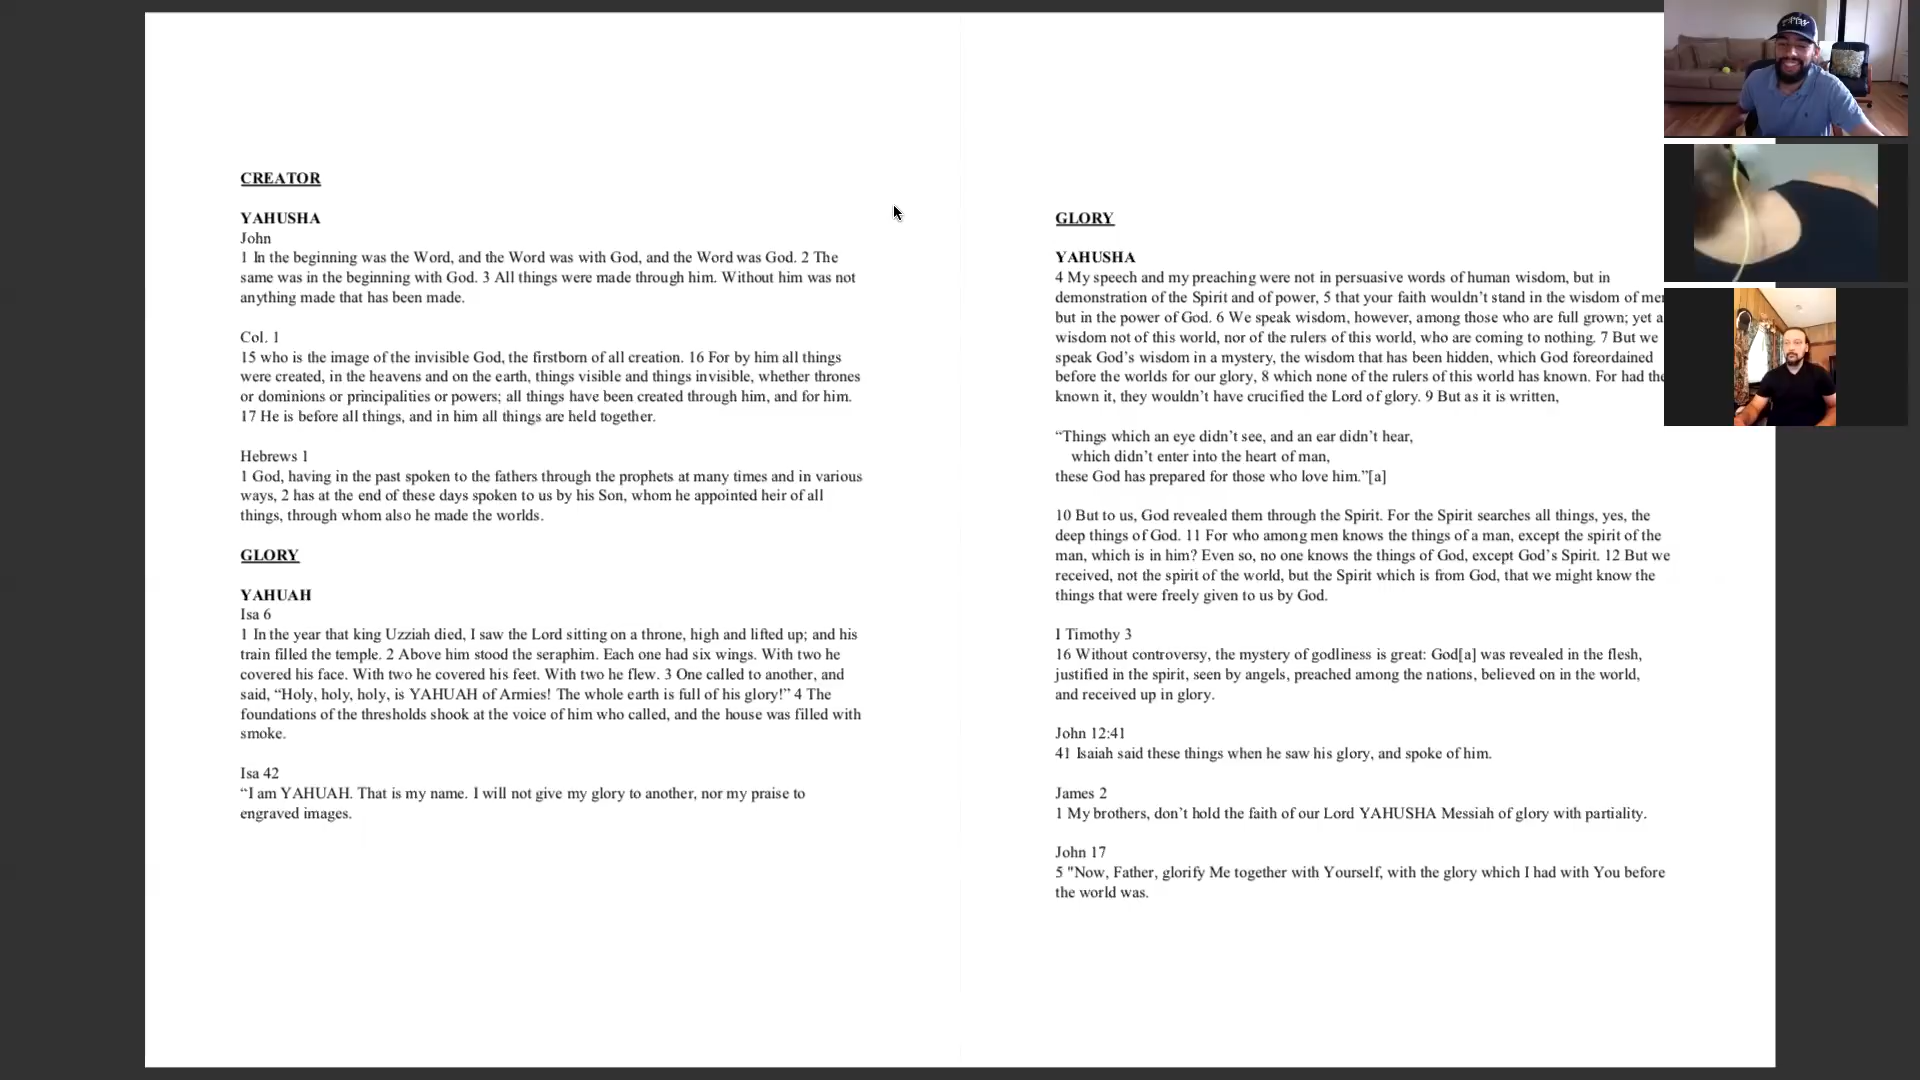 CREATOR
YAHUSHA
John
1 In the beginning was the Word, and the Word was with God, and the Word was God. 2 The
same was in the beginning with God. 3 All things were made through him. Without him was not
anything made that has been made.
Col. 1
15 who is the image of the invisible God, the firstborn of all creation. 16 For by him all things
were created, in the heavens and on the earth, things visible and things invisible, whether thrones
or dominions or principalities or powers; all things have been created through him, and for him.
17 He is before all things, and in him all things are held together.
Hebrews 1
1 God, having in the past spoken to the fathers through the prophets at many times and in various
ways, 2 has at the end of these days spoken to us by his Son, whom he appointed heir of all
things, through whom also he made the worlds.
GLORY
YAHUAH
Isa 6
1 In the year that king Uzziah died, I saw the Lord sitting on a throne, high and lifted up; and his
train filled the temple. 2 Above him stood the seraphim. Each one had six wings. With two he
covered his face. With two he covered his feet. With two he flew. 3 One called to another, and
said, “Holy, holy, holy, is YAHUAH of Armies! The whole earth is full of his glory!” 4 The
foundations of the thresholds shook at the voice of him who called, and the house was filled with
smoke.
Isa 42
“I am YAHUAH. That is my name. I will not give my glory to another, nor my praise to
engraved images.
GLORY
YAHUSHA
4 My speech and my preaching were not in persuasive words of human wisdom, but in
demonstration of the Spirit and of power, 5 that your faith wouldn’t stand in the wisdom of
but in the power of God. 6 We speak wisdom, however, among those who are full grown; yet a
wisdom not of this world, nor of the rulers of this world, who are coming to nothing. 7 But we
speak God’s wisdom in a mystery, the wisdom that has been hidden, which God foreordained
before the worlds for our glory, 8 which none of the rulers of this world has known. For had
known it, they wouldn’t have crucified the Lord of glory. 9 But as it is written,
“Things which an eye didn’t see, and an ear didn’t hear,
which didn’t enter into the heart of man,
these God has prepared for those who love him.”[a]
10 But to us, God revealed them through the Spirit. For the Spirit searches all things, yes, the
deep things of God. 11 For who among men knows the things of a man, except the spirit of the
man, which is in him? Even so, no one knows the things of God, except God’s Spirit. 12 But we
received, not the spirit of the world, but the Spirit which is from God, that we might know the
things that were freely given to us by God.
1 Timothy 3
16 Without controversy, the mystery of godliness is great: God[a] was revealed in the flesh,
justified in the spirit, seen by angels, preached among the nations, believed on in the world,
and received up in glory.
John 12:41
41 Isaiah said these things when he saw his glory, and spoke of him.
James 2
1 My brothers, don’t hold the faith of our Lord YAHUSHA Messiah of glory with partiality.
John 17
5 "Now, Father, glorify Me together with Yourself, with the glory which I had with You before
the world was.